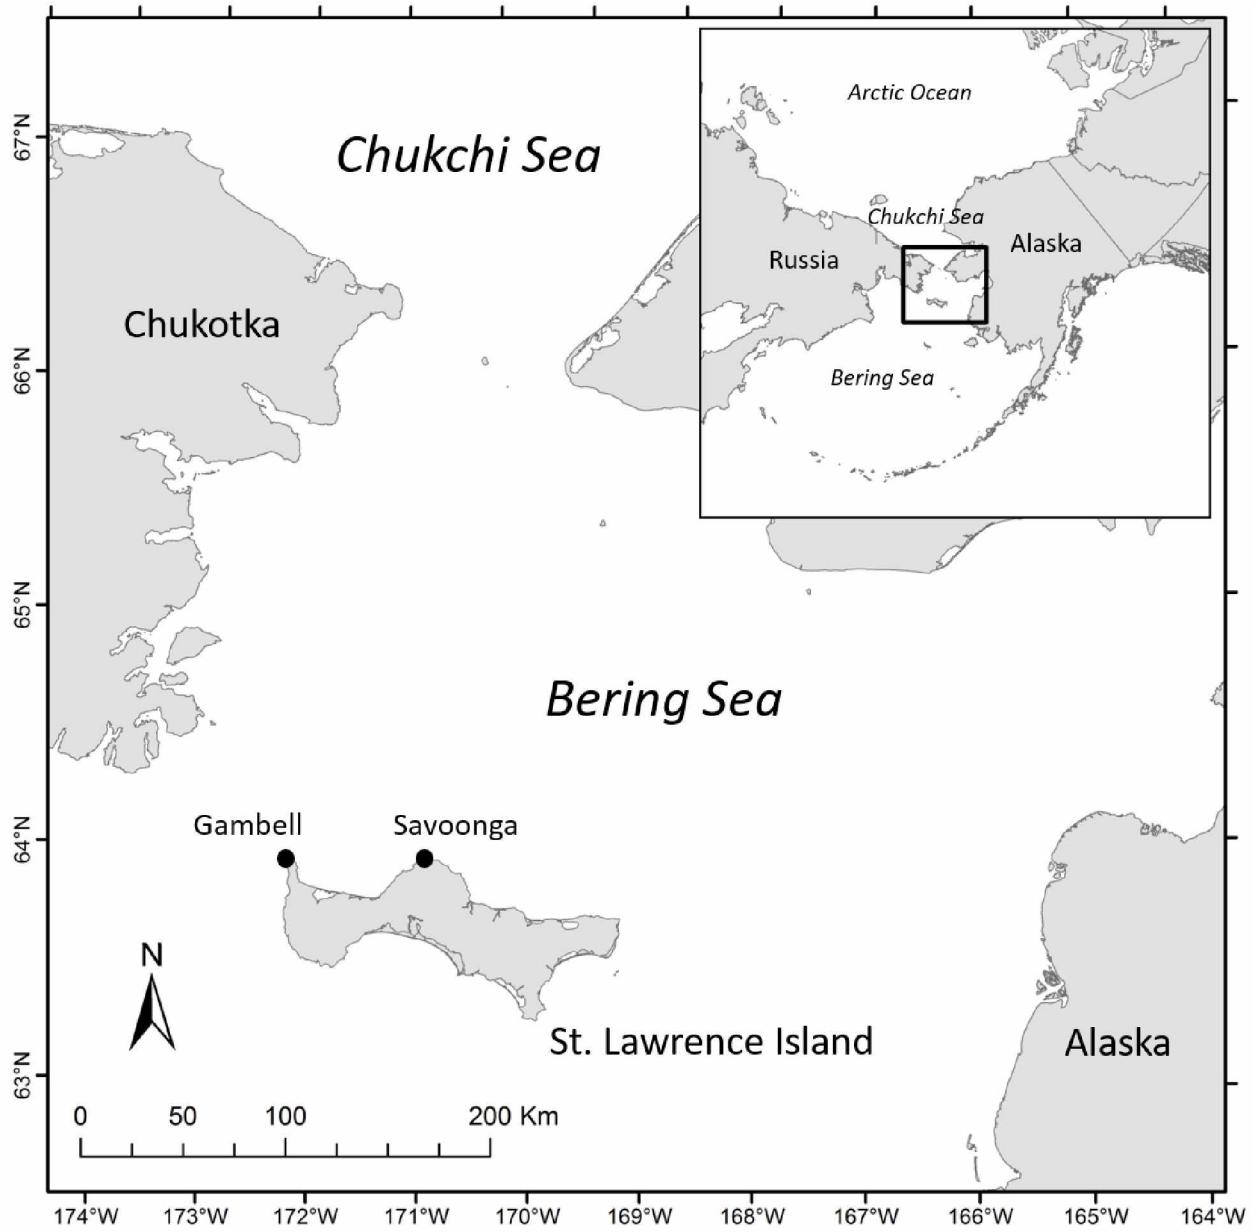 Chukchi Sea
Chukotka
Arctic Ocean
Chukchi Sea
Russia
Alaska
Bering Sea
Bering Sea
Gambell
Savoonga
St. Lawrence Island
Alaska
N
0 50 100 200 Km
67°N
66°N
65°N
64°N
63°N
174°W 173°W 172°W 171°W 170°W 169°W 168°W 167°W 166°W 165°W 164°W